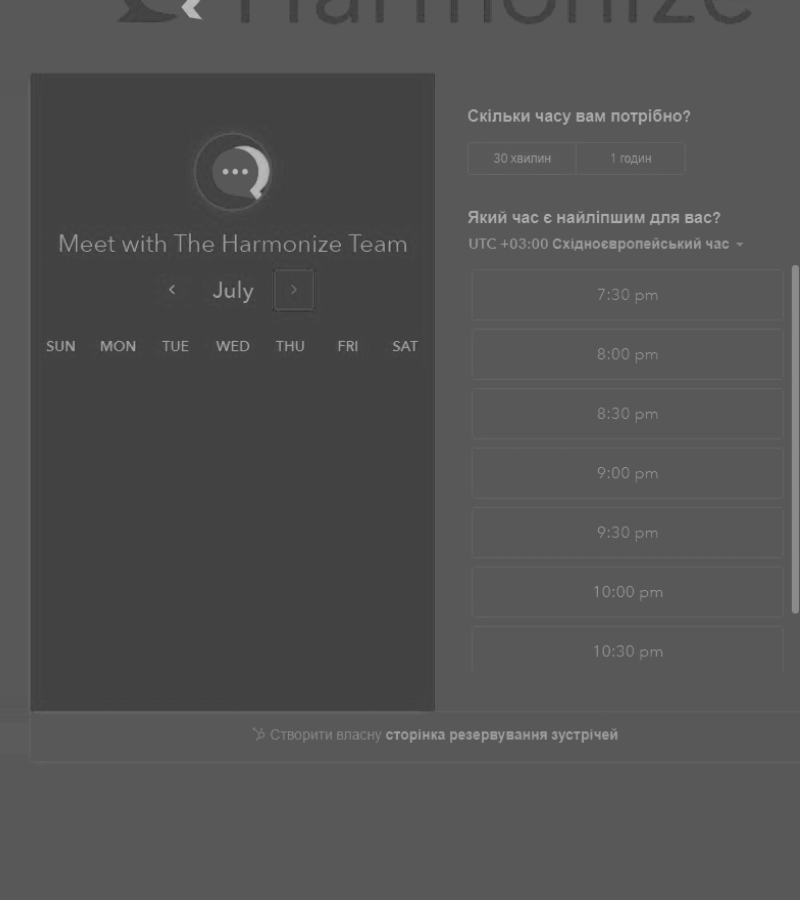 Harmonize
Meet with The Harmonize Team
July
SUN MON TUE WED THU FRI SAT
Скільки часу вам потрібно?
30 хвилин 1 годин
Який час є найліпшим для вас?
UTC +03:00 Східноєвропейський час
7:30 pm
8:00 pm
8:30 pm
9:00 pm
9:30 pm
10:00 pm
10:30 pm
Створити власну сторінка резервування зустрічей